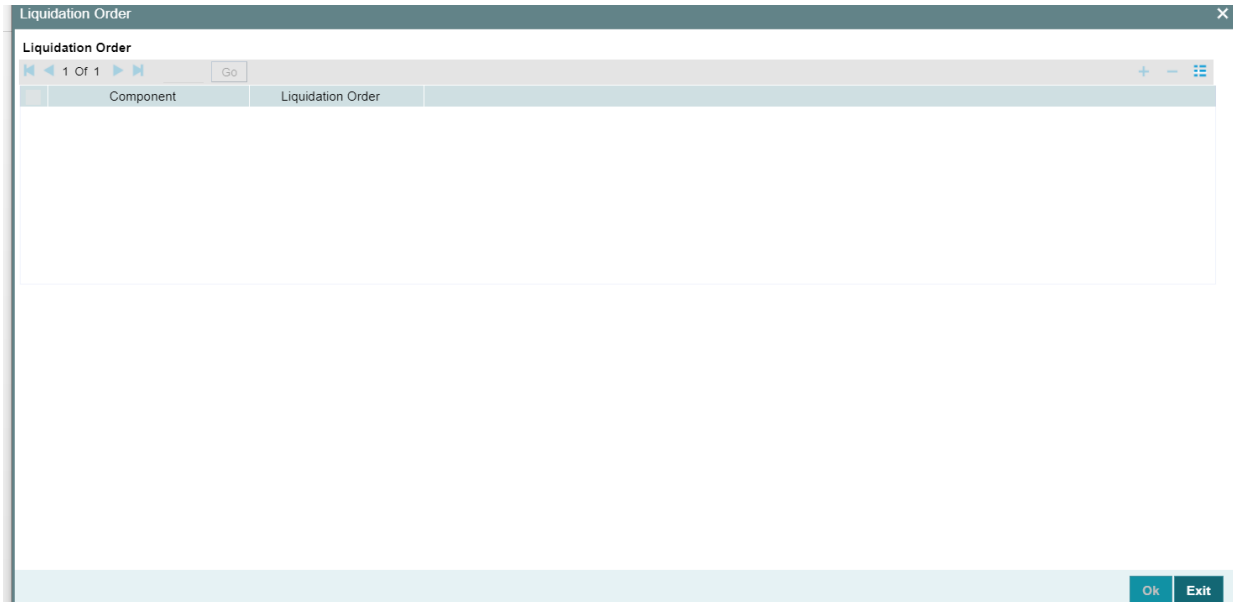 Liquidation Order
Liquidation Order
1 Of 1 Go
Component Liquidation Order
Ok Exit